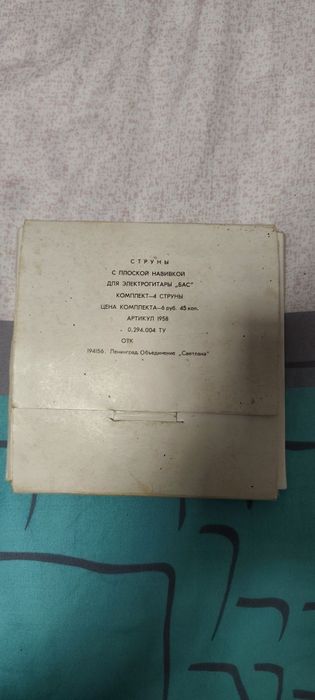 СТРУНЫ
С ПЛОСКОЙ НАВИВКОЙ
ДЛЯ ЭЛЕКТРОГИТАРЫ „БАС"
КОМПЛЕКТ—4 СТРУНЫ
ЦЕНА КОМПЛЕКТА—6 руб. 45 коп.
АРТИКУЛ 1958
0.294.004 ТУ
ОТК
194156. Ленинград. Объединение „Светлана"